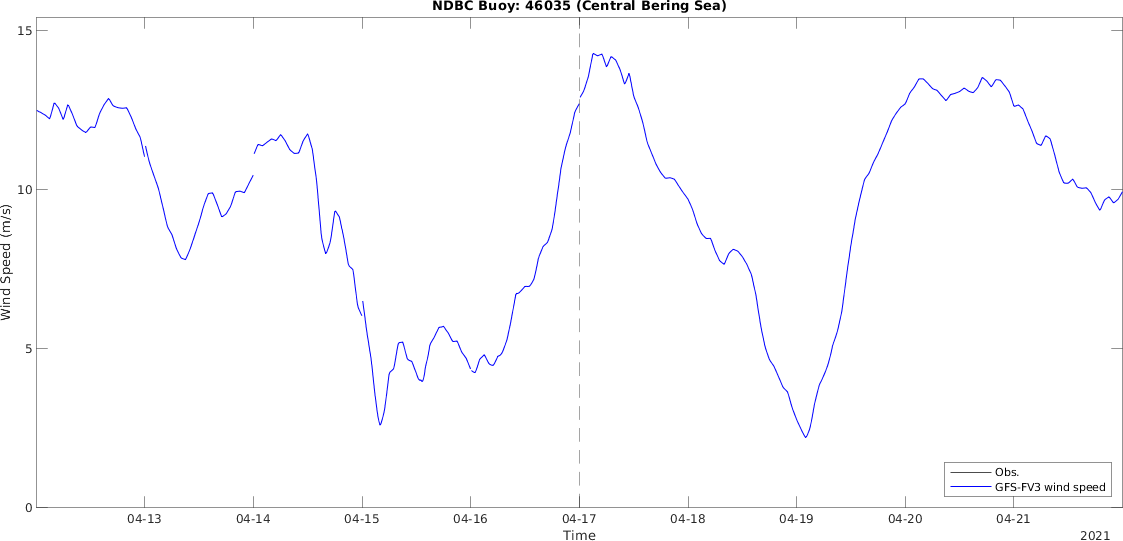 NDBC Buoy: 46035 (Central Bering Sea)
15
10
5
0
Wind Speed (m/s)
04-13
04-14
04-15
04-16
04-17
04-18
04-19
04-20
04-21
Time
2021
Obs.
GFS-FV3 wind speed